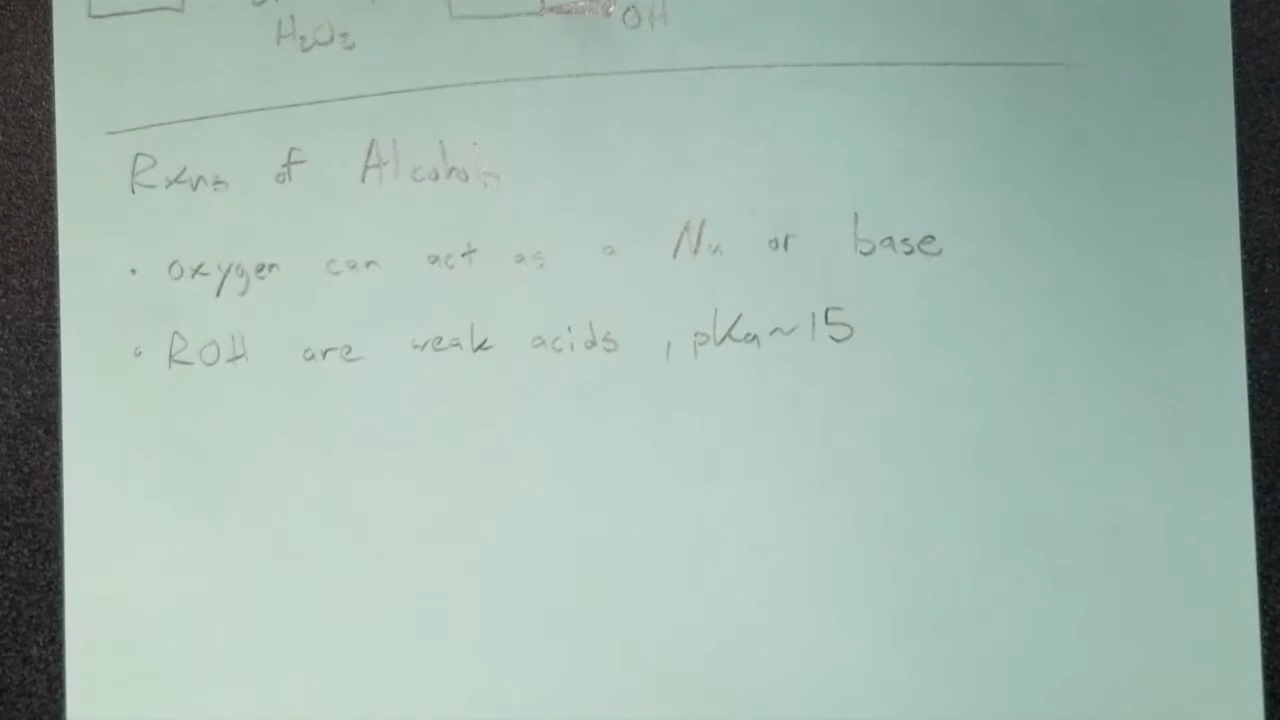 H₂O₂ OH
Rxns of Alcohols
• oxygen can act as a Nu or base
• ROH are weak acids, pKa~15